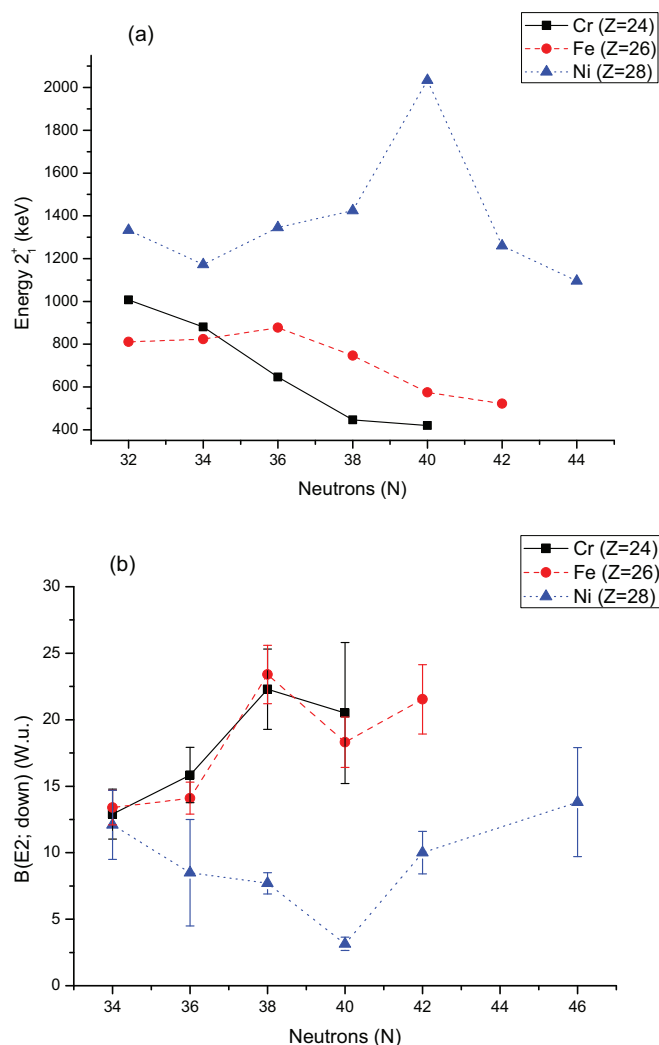 (a)
Cr (Z=24)
Fe (Z=26)
Ni (Z=28)
2000
1800
1600
1400
1200
1000
800
600
400
Energy 2₁⁺ (keV)
32 34 36 38 40 42 44
Neutrons (N)
(b)
Cr (Z=24)
Fe (Z=26)
Ni (Z=28)
30
25
20
15
10
5
0
B(E2; down) (W.u.)
34 36 38 40 42 44 46
Neutrons (N)